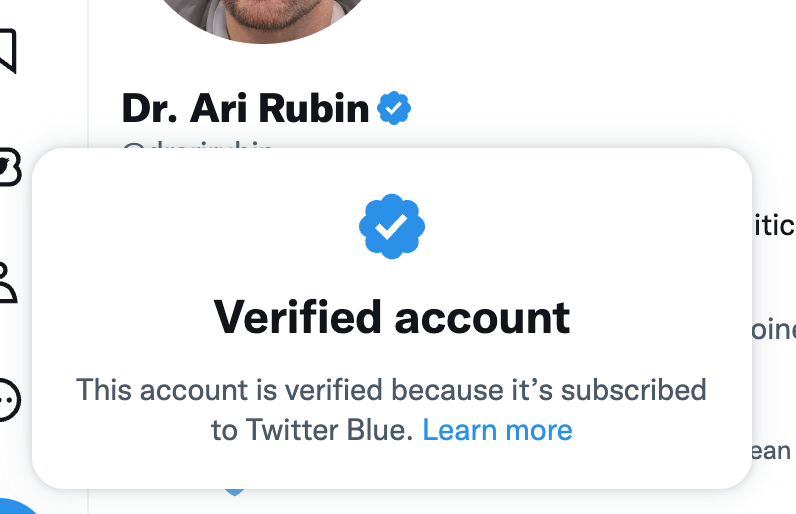 Dr. Ari Rubin
Verified account
This account is verified because it’s subscribed
to Twitter Blue. Learn more